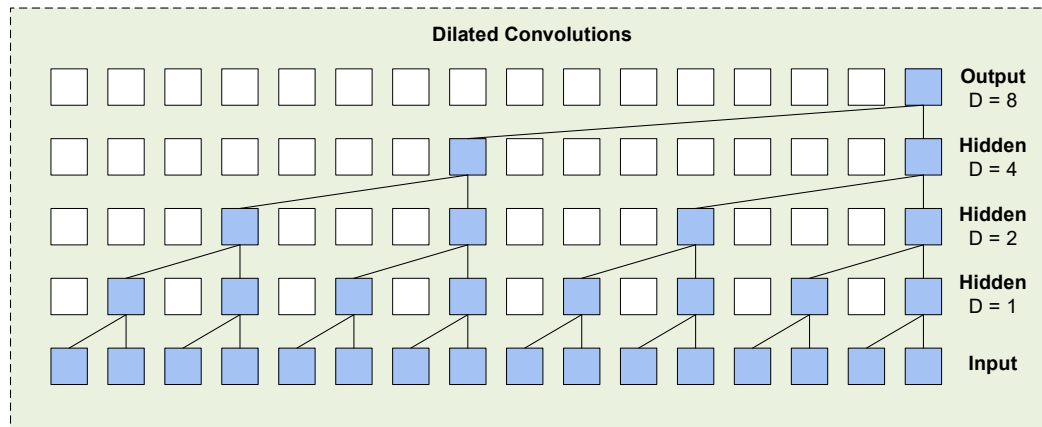 Dilated Convolutions
Output
D = 8
Hidden
D = 4
Hidden
D = 2
Hidden
D = 1
Input